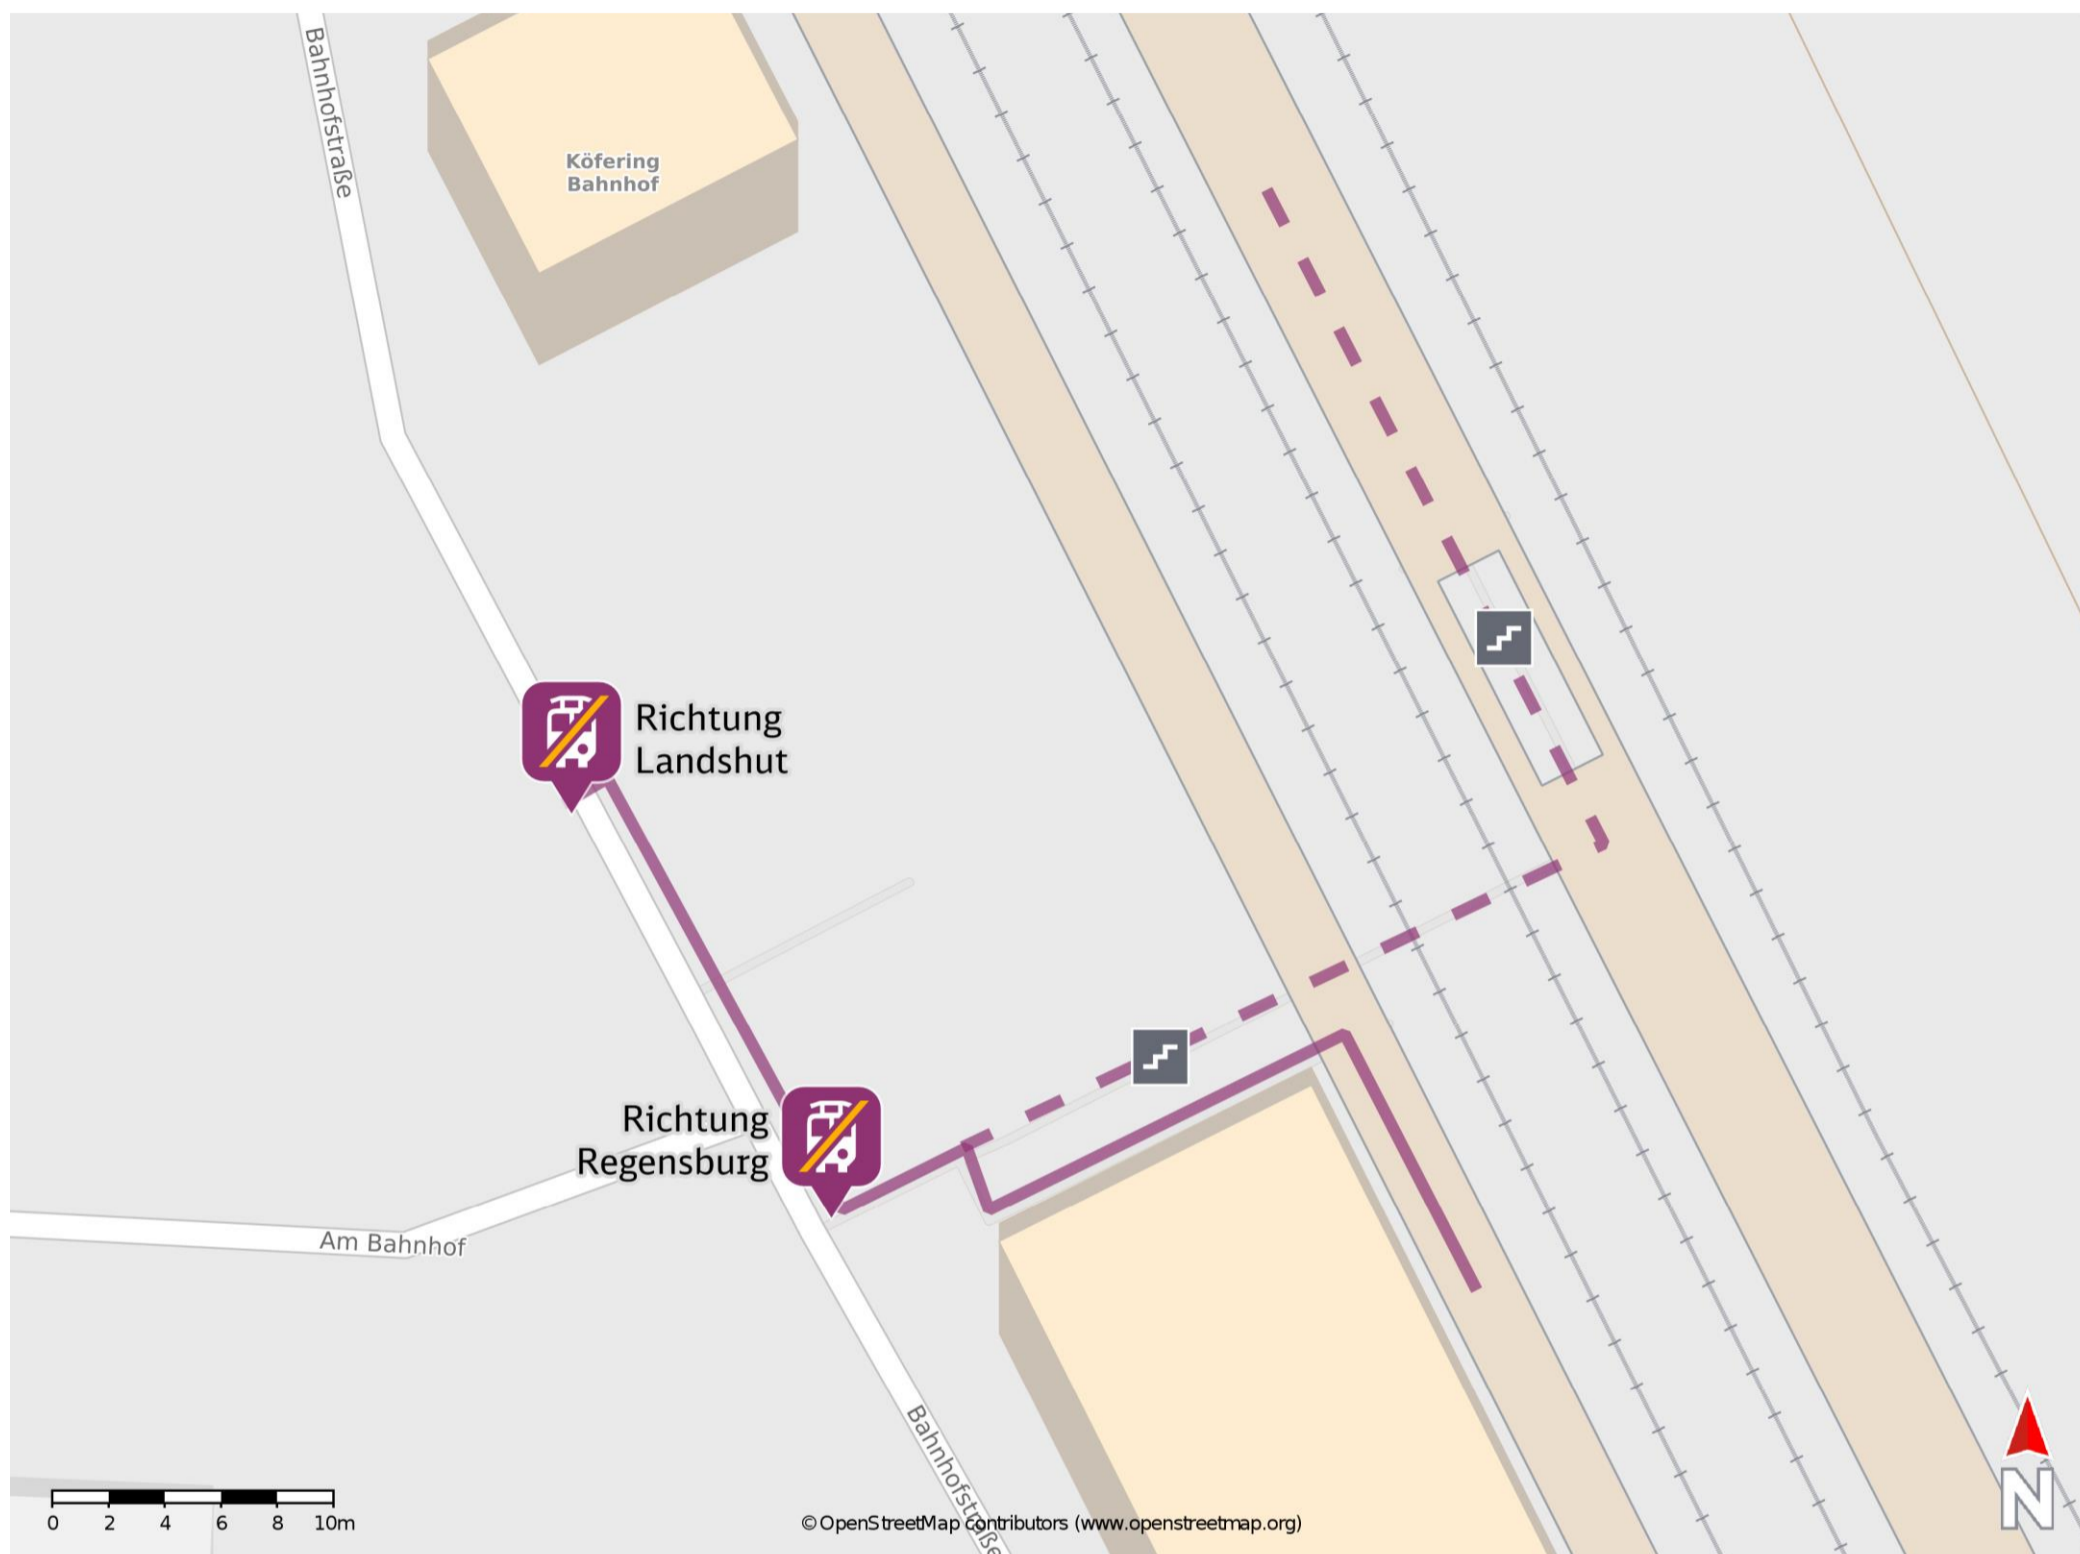 Bahnhofstraße
Köfering
Bahnhof
Richtung
Landshut
Richtung
Regensburg
Am Bahnhof
Bahnhofstraße
0 2 4 6 8 10m
© OpenStreetMap contributors (www.openstreetmap.org)
N